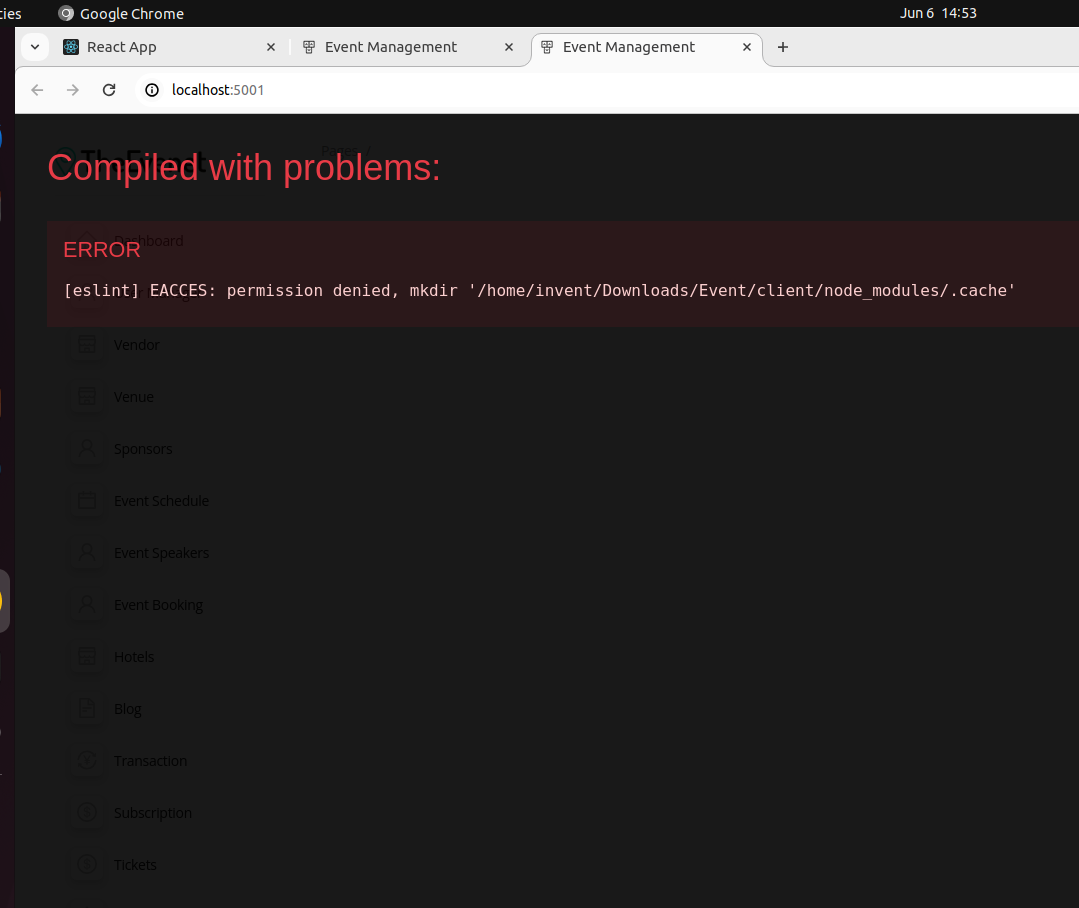 ties
Google Chrome
Jun 6 14:53
React App
Event Management
Event Management
localhost:5001
Pages /
Compiled with problems:
ERROR
Dashboard
[eslint] EACCES: permission denied, mkdir '/home/invent/Downloads/Event/client/node_modules/.cache'
Vendor
Venue
Sponsors
Event Schedule
Event Speakers
Event Booking
Hotels
Blog
Transaction
Subscription
Tickets